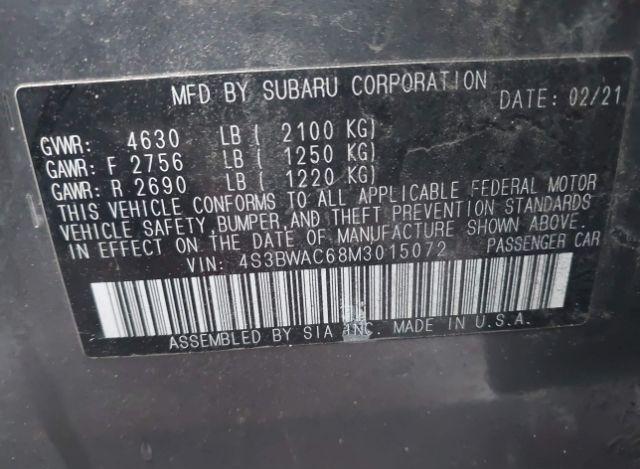 MFD BY SUBARU CORPORATION DATE: 02/21
GVWR: 4630 LB ( 2100 KG)
GAWR: F 2756 LB ( 1250 KG)
GAWR: R 2690 LB ( 1220 KG)
THIS VEHICLE CONFORMS TO ALL APPLICABLE FEDERAL MOTOR
VEHICLE SAFETY, BUMPER, AND THEFT PREVENTION STANDARDS
IN EFFECT ON THE DATE OF MANUFACTURE SHOWN ABOVE.
VIN: 4S3BWAC68M3015072 PASSENGER CAR
ASSEMBLED BY SIA INC. MADE IN U.S.A.